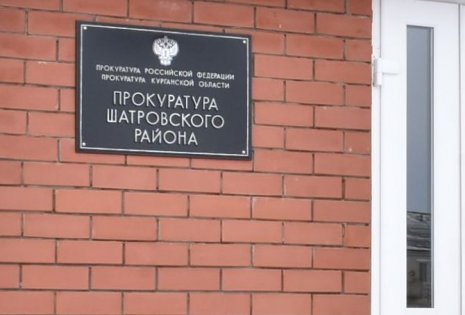 ПРОКУРАТУРА РОССИЙСКОЙ ФЕДЕРАЦИИ
ПРОКУРАТУРА КУРГАНСКОЙ ОБЛАСТИ
ПРОКУРАТУРА
ШАТРОВСКОГО
РАЙОНА